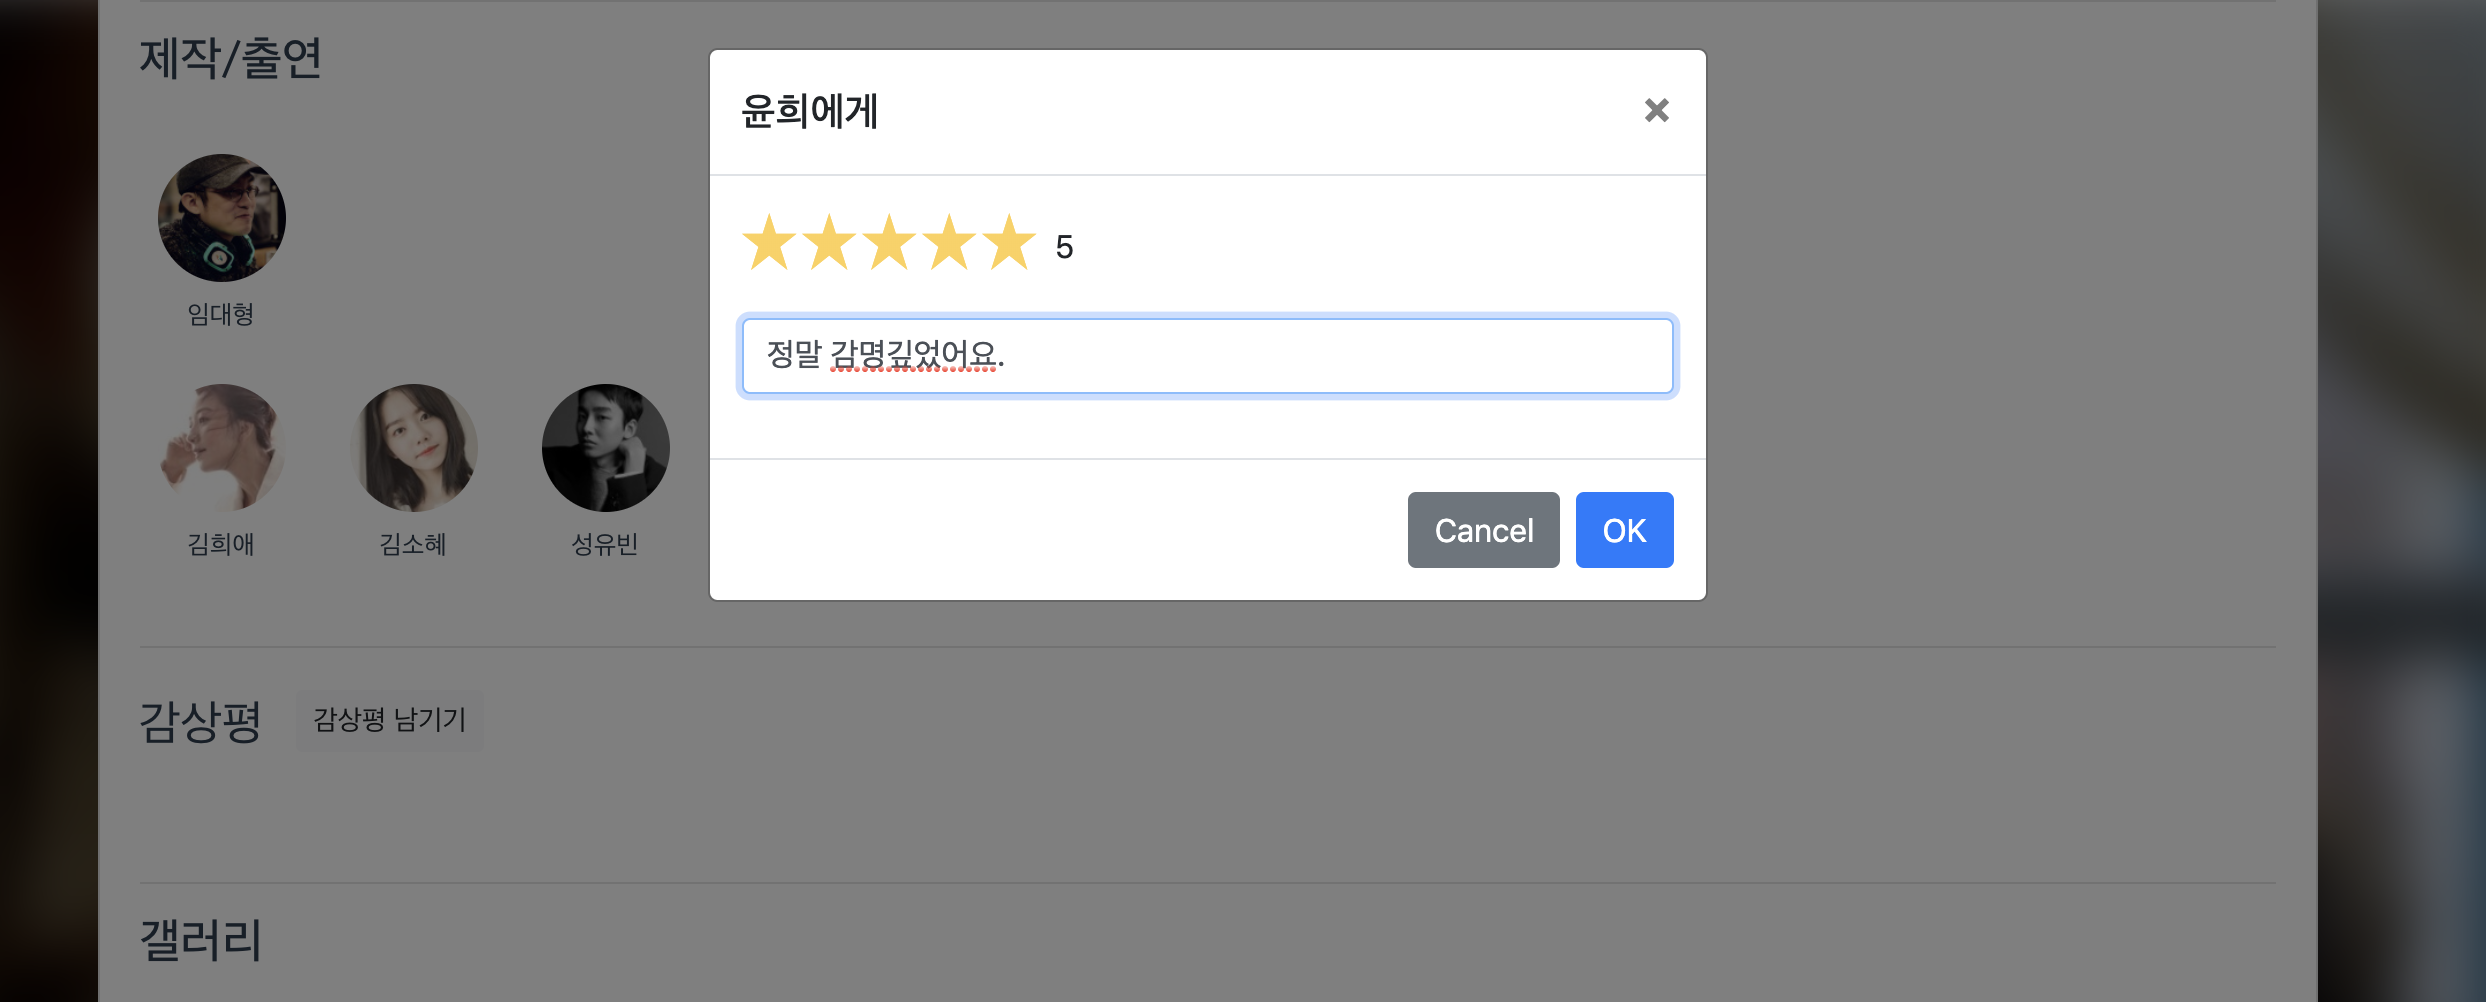 제작/출연
임대형
김희애 김소혜 성유빈
윤희에게 ×
5
정말 감명깊었어요.
Cancel OK
감상평 감상평 남기기
갤러리